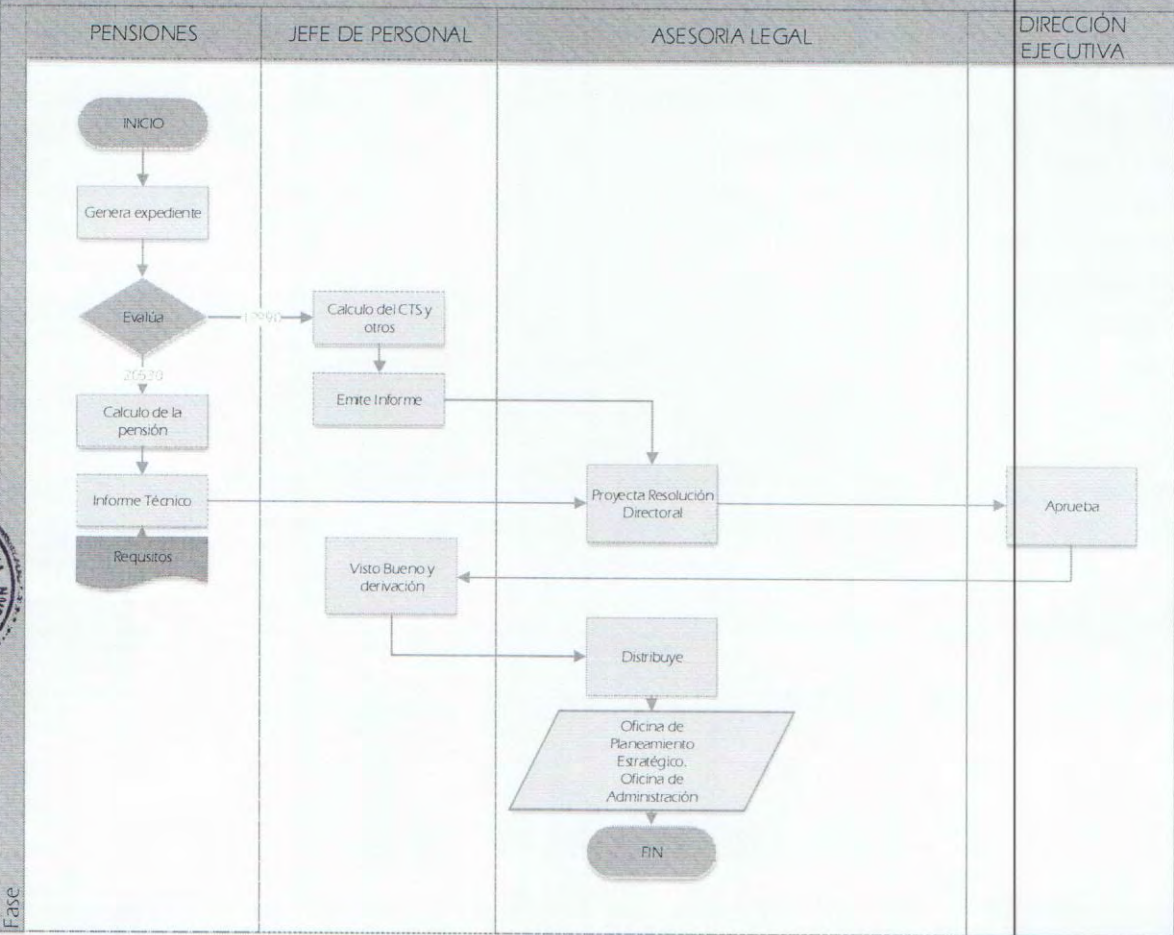 PENSIONES
JEFE DE PERSONAL
ASESORIA LEGAL
DIRECCIÓN
EJECUTIVA
INICIO
Genera expediente
Evalúa
20530
Calculo del CTS y
otros
Emite Informe
Calculo de la
pensión
Informe Técnico
Requsitos
Proyecta Resolución
Directoral
Aprueba
Visto Bueno y
derivación
Distribuye
Oficina de
Planeamiento
Estratégico.
Oficina de
Administración
FIN
Fase